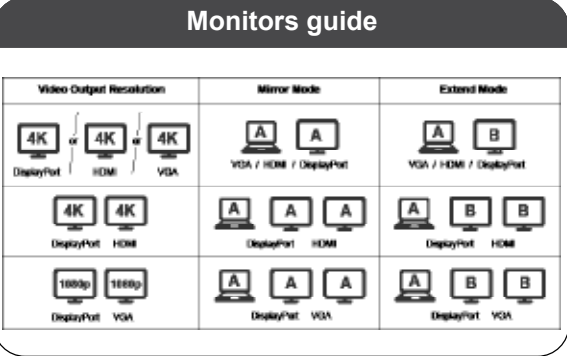 Monitors guide
Video Output Resolution Mirror Mode Extend Mode
4K or 4K or 4K A A A B
DisplayPort HDMI VGA VGA / HDMI / DisplayPort VGA / HDMI / DisplayPort
4K 4K A A A A B B
DisplayPort HDMI DisplayPort HDMI DisplayPort HDMI
1080p 1080p A A A A B B
DisplayPort VGA DisplayPort VGA DisplayPort VGA